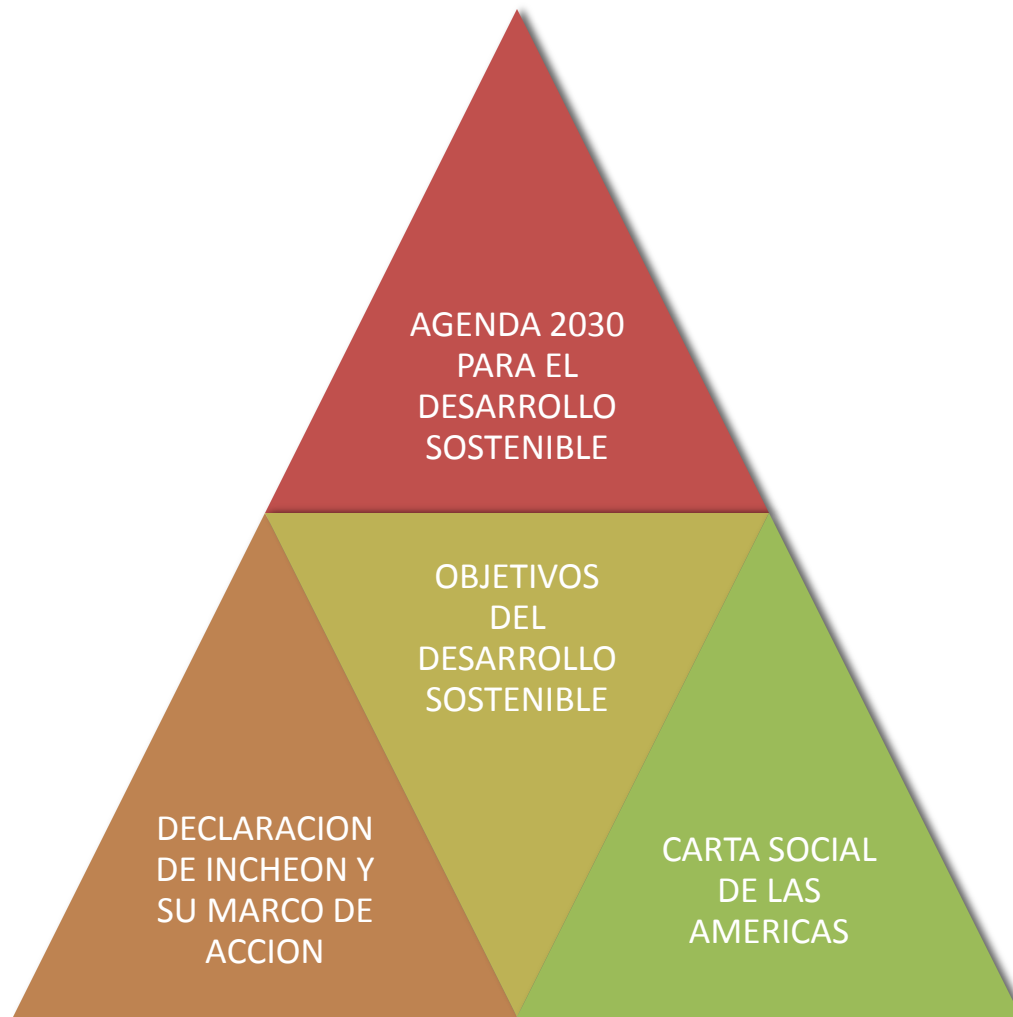 AGENDA 2030
PARA EL
DESARROLLO
SOSTENIBLE
OBJETIVOS
DEL
DESARROLLO
SOSTENIBLE
DECLARACION
DE INCHEON Y
SU MARCO DE
ACCION
CARTA SOCIAL
DE LAS
AMERICAS